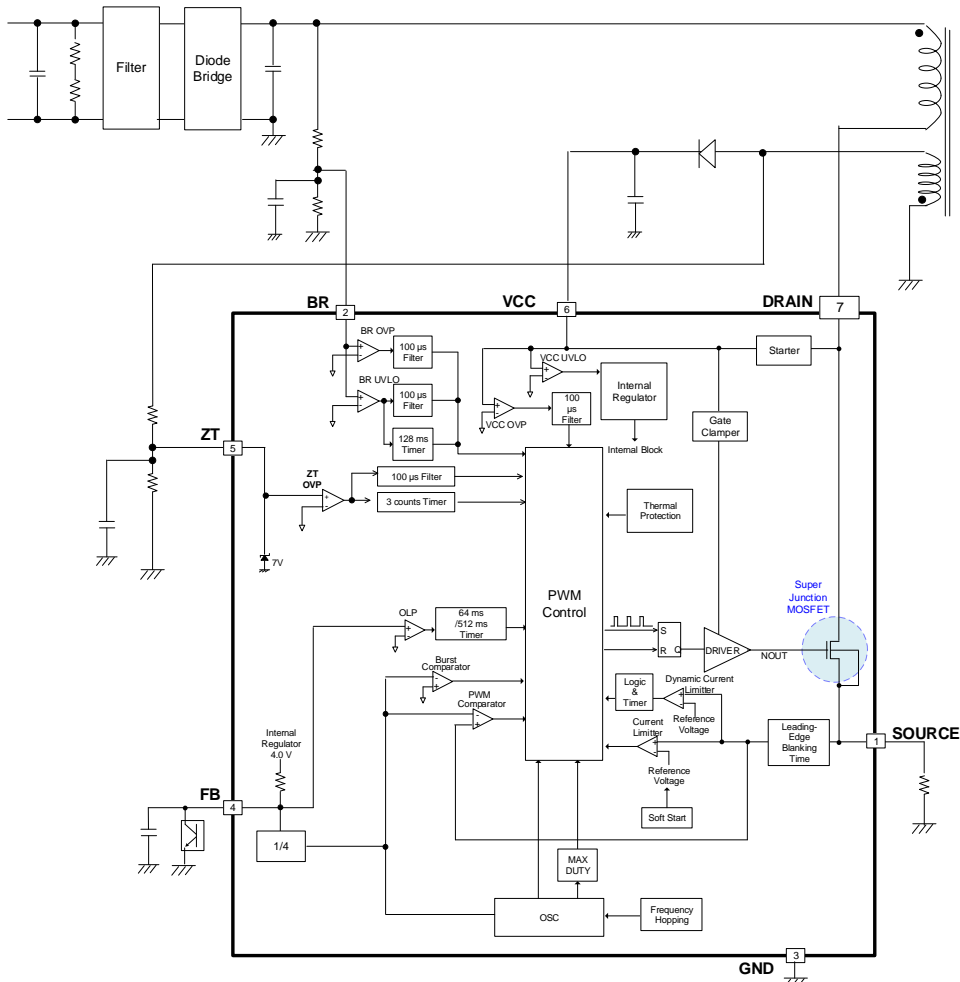 Filter
Diode
Bridge
BR
VCC
DRAIN
2
6
7
BR OVP
100 µs
Filter
BR UVLO
100 µs
Filter
128 ms
Timer
VCC UVLO
VCC OVP
100
µs
Filter
Internal
Regulator
Internal Block
Starter
Gate
Clamper
ZT
5
ZT
OVP
100 µs Filter
3 counts Timer
7V
Thermal
Protection
PWM
Control
Super
Junction
MOSFET
OLP
64 ms
/512 ms
Timer
Burst
Comparator
PWM
Comparator
S
R
Q
DRIVER
NOUT
Logic
&
Timer
Dynamic Current
Limitter
Reference
Voltage
Current
Limitter
Reference
Voltage
Leading-
Edge
Blanking
Time
1
SOURCE
Internal
Regulator
4.0 V
FB
4
1/4
Soft Start
MAX
DUTY
OSC
Frequency
Hopping
3
GND